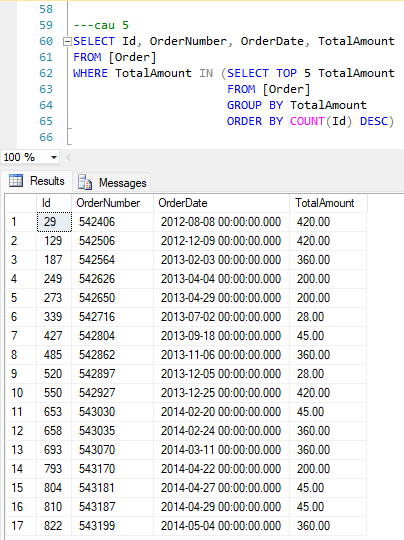 58
59 ---cau 5
60 SELECT Id, OrderNumber, OrderDate, TotalAmount
61 FROM [Order]
62 WHERE TotalAmount IN (SELECT TOP 5 TotalAmount
63 FROM [Order]
64 GROUP BY TotalAmount
65 ORDER BY COUNT(Id) DESC)
66
100 %
Results Messages
Id OrderNumber OrderDate TotalAmount
1 29 542406 2012-08-08 00:00:00.000 420.00
2 129 542506 2012-12-09 00:00:00.000 420.00
3 187 542564 2013-02-03 00:00:00.000 360.00
4 249 542626 2013-04-04 00:00:00.000 200.00
5 273 542650 2013-04-29 00:00:00.000 200.00
6 339 542716 2013-07-02 00:00:00.000 28.00
7 427 542804 2013-09-18 00:00:00.000 45.00
8 485 542862 2013-11-06 00:00:00.000 360.00
9 520 542897 2013-12-05 00:00:00.000 28.00
10 550 542927 2013-12-25 00:00:00.000 420.00
11 653 543030 2014-02-20 00:00:00.000 45.00
12 658 543035 2014-02-24 00:00:00.000 360.00
13 693 543070 2014-03-11 00:00:00.000 360.00
14 793 543170 2014-04-22 00:00:00.000 200.00
15 804 543181 2014-04-27 00:00:00.000 45.00
16 810 543187 2014-04-29 00:00:00.000 45.00
17 822 543199 2014-05-04 00:00:00.000 360.00